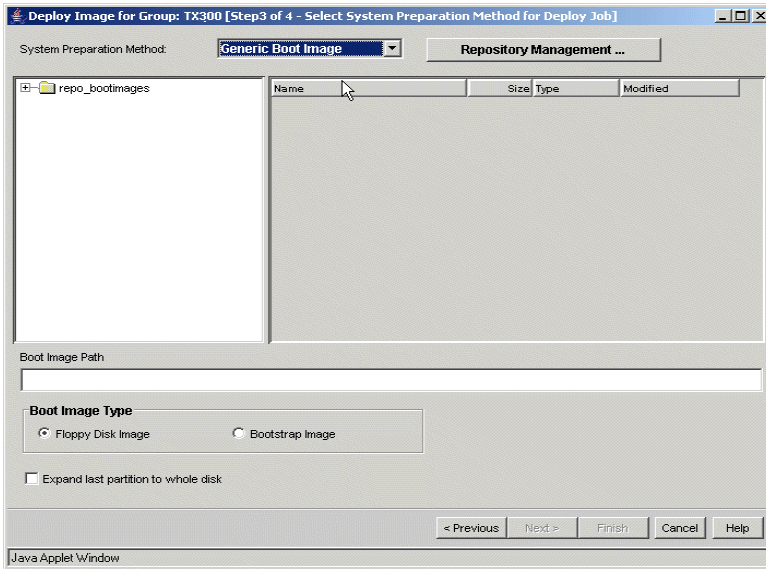 Deploy Image for Group: TX300 [Step3 of 4 - Select System Preparation Method for Deploy Job]
System Preparation Method: Generic Boot Image Repository Management ...
repo_bootimages
Name Size Type Modified
Boot Image Path
Boot Image Type
Floppy Disk Image Bootstrap Image
Expand last partition to whole disk
< Previous Next > Finish Cancel Help
Java Applet Window